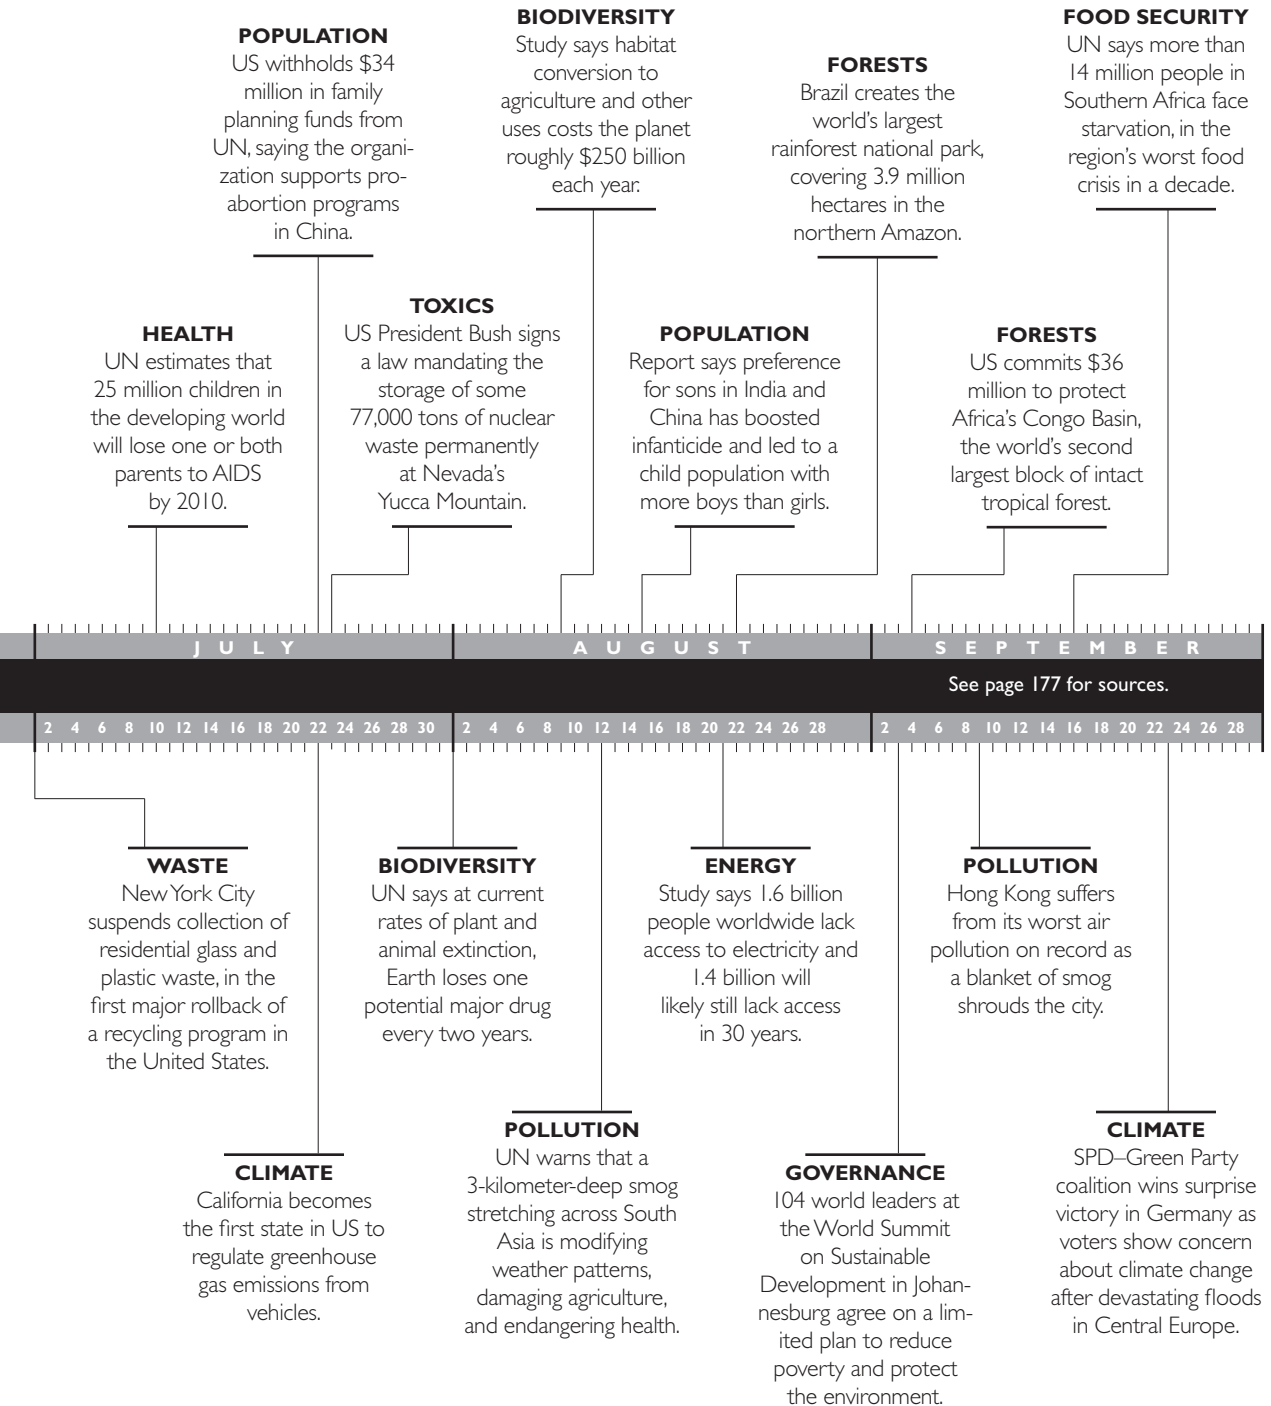 POPULATION
US withholds $34
million in family
planning funds from
UN, saying the organi-
zation supports pro-
abortion programs
in China.
BIODIVERSITY
Study says habitat
conversion to
agriculture and other
uses costs the planet
roughly $250 billion
each year.
FORESTS
Brazil creates the
world's largest
rainforest national park,
covering 3.9 million
hectares in the
northern Amazon.
FOOD SECURITY
UN says more than
14 million people in
Southern Africa face
starvation, in the
region's worst food
crisis in a decade.
HEALTH
UN estimates that
25 million children in
the developing world
will lose one or both
parents to AIDS
by 2010.
TOXICS
US President Bush signs
a law mandating the
storage of some
77,000 tons of nuclear
waste permanently
at Nevada's
Yucca Mountain.
POPULATION
Report says preference
for sons in India and
China has boosted
infanticide and led to a
child population with
more boys than girls.
FORESTS
US commits $36
million to protect
Africa's Congo Basin,
the world's second
largest block of intact
tropical forest.
JULY AUGUST SEPTEMBER
See page 177 for sources.
2 4 6 8 10 12 14 16 18 20 22 24 26 28 30 2 4 6 8 10 12 14 16 18 20 22 24 26 28 2 4 6 8 10 12 14 16 18 20 22 24 26 28
WASTE
New York City
suspends collection of
residential glass and
plastic waste, in the
first major rollback of
a recycling program in
the United States.
BIODIVERSITY
UN says at current
rates of plant and
animal extinction,
Earth loses one
potential major drug
every two years.
ENERGY
Study says 1.6 billion
people worldwide lack
access to electricity and
1.4 billion will
likely still lack access
in 30 years.
POLLUTION
Hong Kong suffers
from its worst air
pollution on record as
a blanket of smog
shrouds the city.
CLIMATE
California becomes
the first state in US to
regulate greenhouse
gas emissions from
vehicles.
POLLUTION
UN warns that a
3-kilometer-deep smog
stretching across South
Asia is modifying
weather patterns,
damaging agriculture,
and endangering health.
GOVERNANCE
104 world leaders at
the World Summit
on Sustainable
Development in Johan-
nesburg agree on a lim-
ited plan to reduce
poverty and protect
the environment.
CLIMATE
SPD–Green Party
coalition wins surprise
victory in Germany as
voters show concern
about climate change
after devastating floods
in Central Europe.